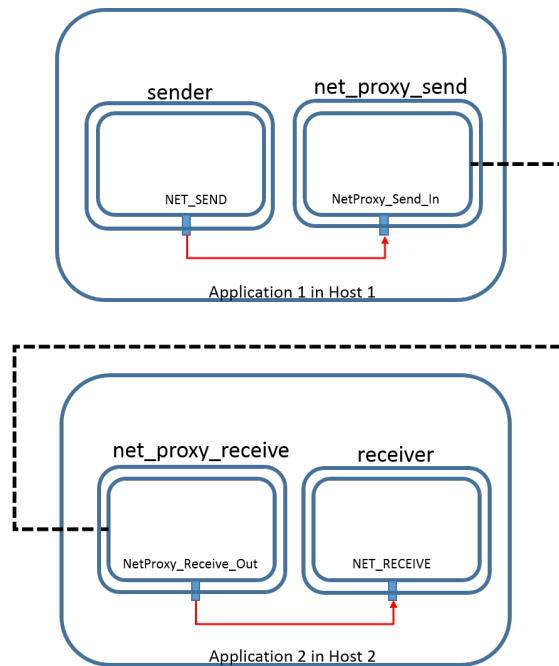 sender
net_proxy_send
NET_SEND
NetProxy_Send_In
Application 1 in Host 1
net_proxy_receive
receiver
NetProxy_Receive_Out
NET_RECEIVE
Application 2 in Host 2